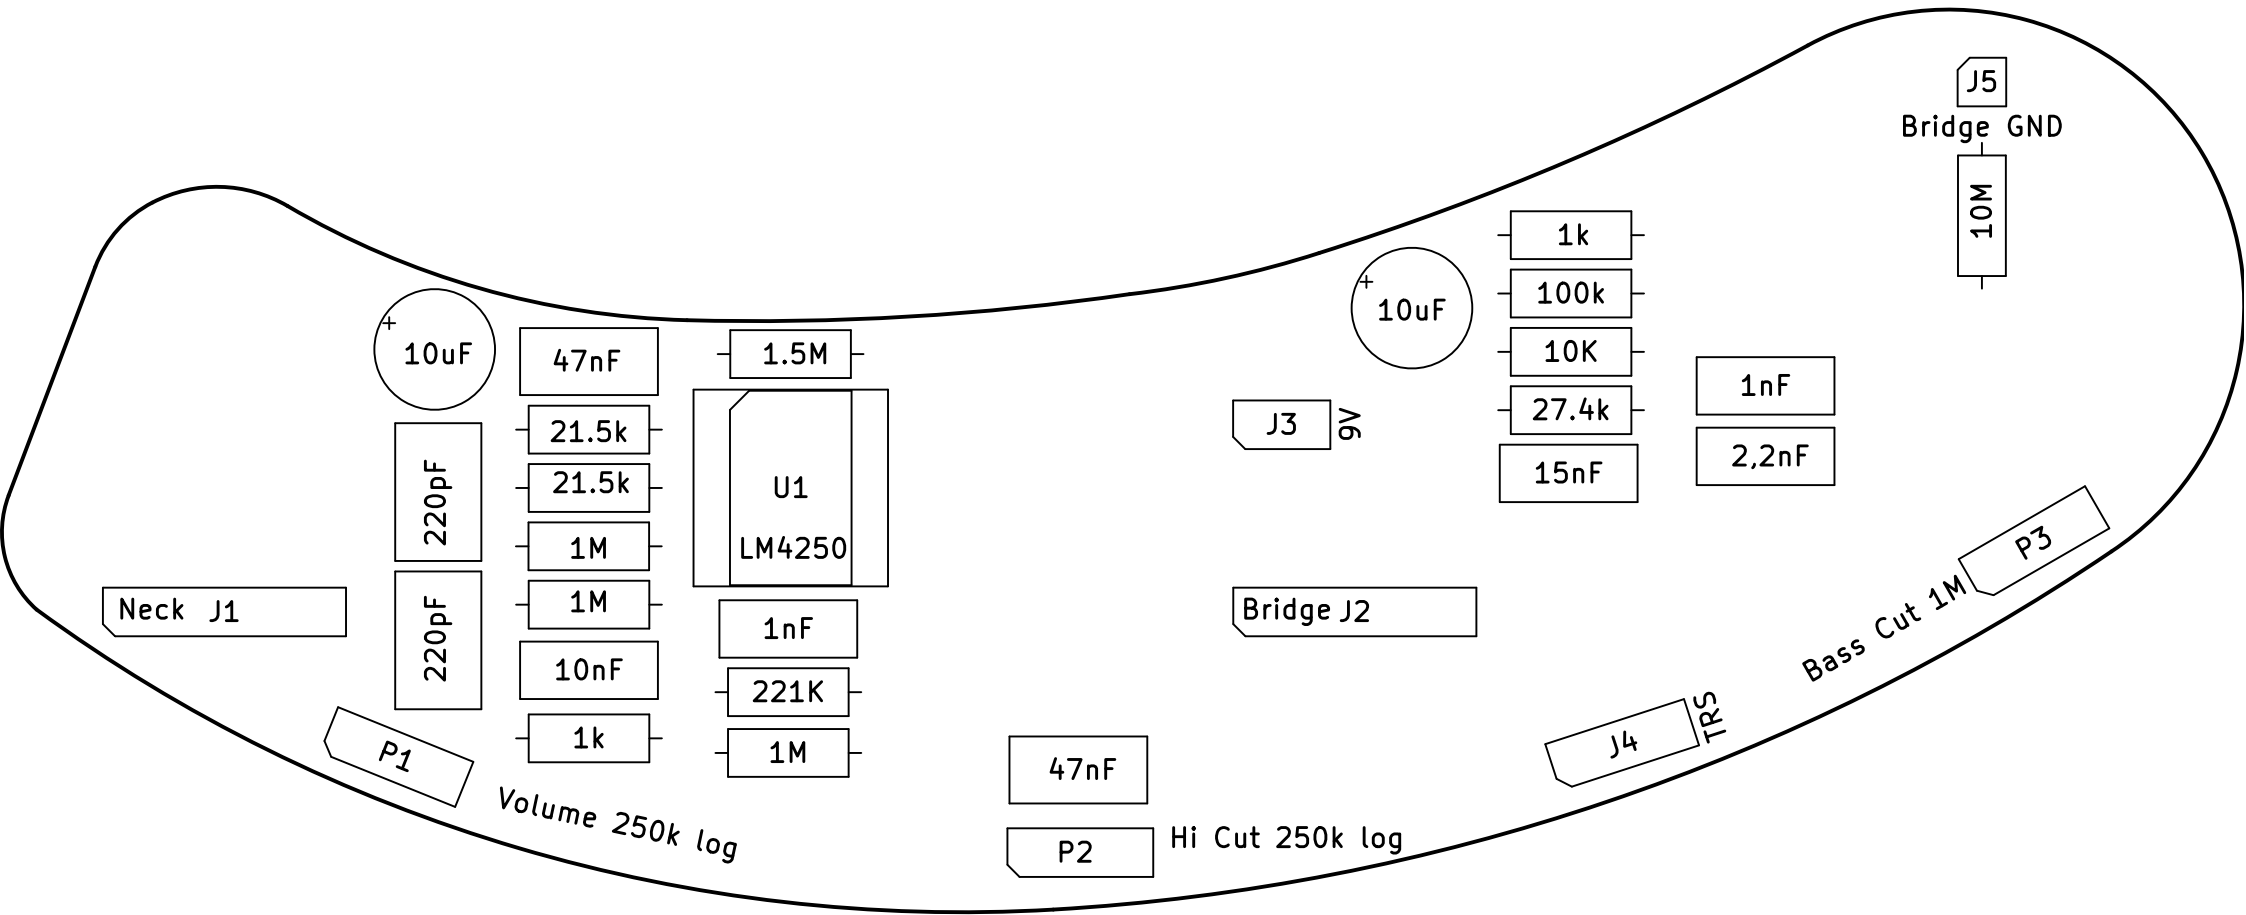 J5
Bridge GND
10M
1k
100k
+
10uF
10K
27.4k
15nF
1nF
2,2nF
J3
9V
+
10uF
47nF
1.5M
21.5k
21.5k
220pF
U1
LM4250
1M
1M
Neck J1
220pF
10nF
1nF
221K
1k
1M
P1
Volume 250k log
Bridge J2
47nF
P2
Hi Cut 250k log
P3
Bass Cut 1M
J4
TRS